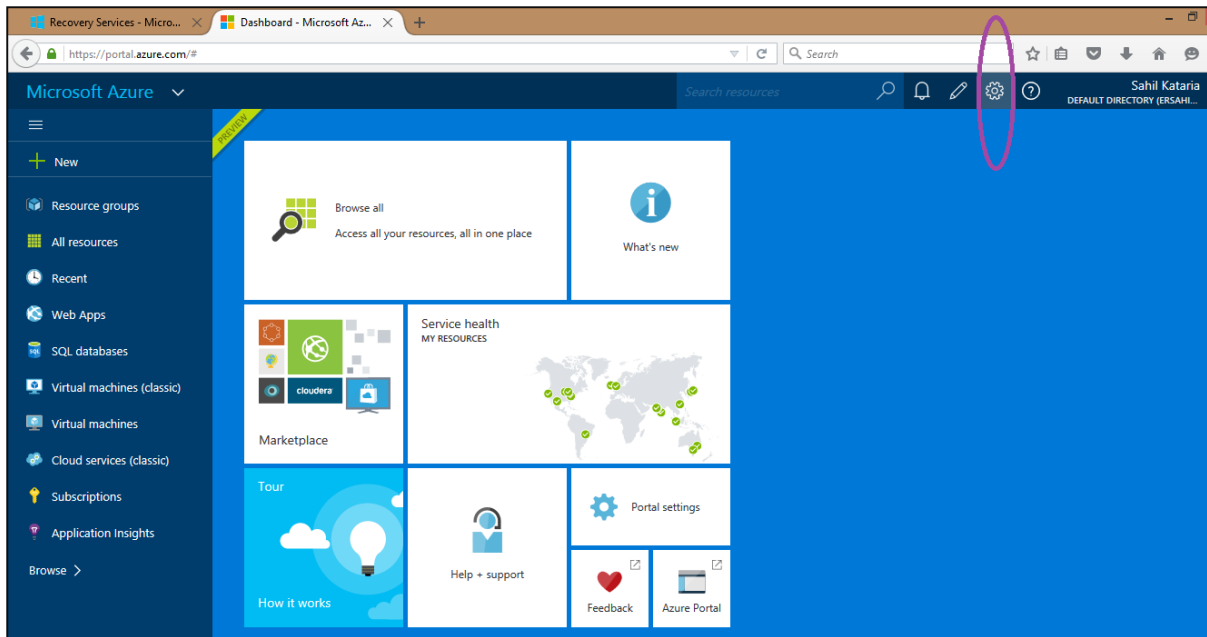 Recovery Services - Micro...
Dashboard - Microsoft Az...
https://portal.azure.com/#
Search
Microsoft Azure
Search resources
Sahil Kataria
DEFAULT DIRECTORY (ERSAHI...
PREVIEW
New
Resource groups
All resources
Recent
Web Apps
SQL databases
Virtual machines (classic)
Virtual machines
Cloud services (classic)
Subscriptions
Application Insights
Browse >
Browse all
Access all your resources, all in one place
What's new
cloudera
Marketplace
Service health
MY RESOURCES
Tour
How it works
Help + support
Portal settings
Feedback
Azure Portal